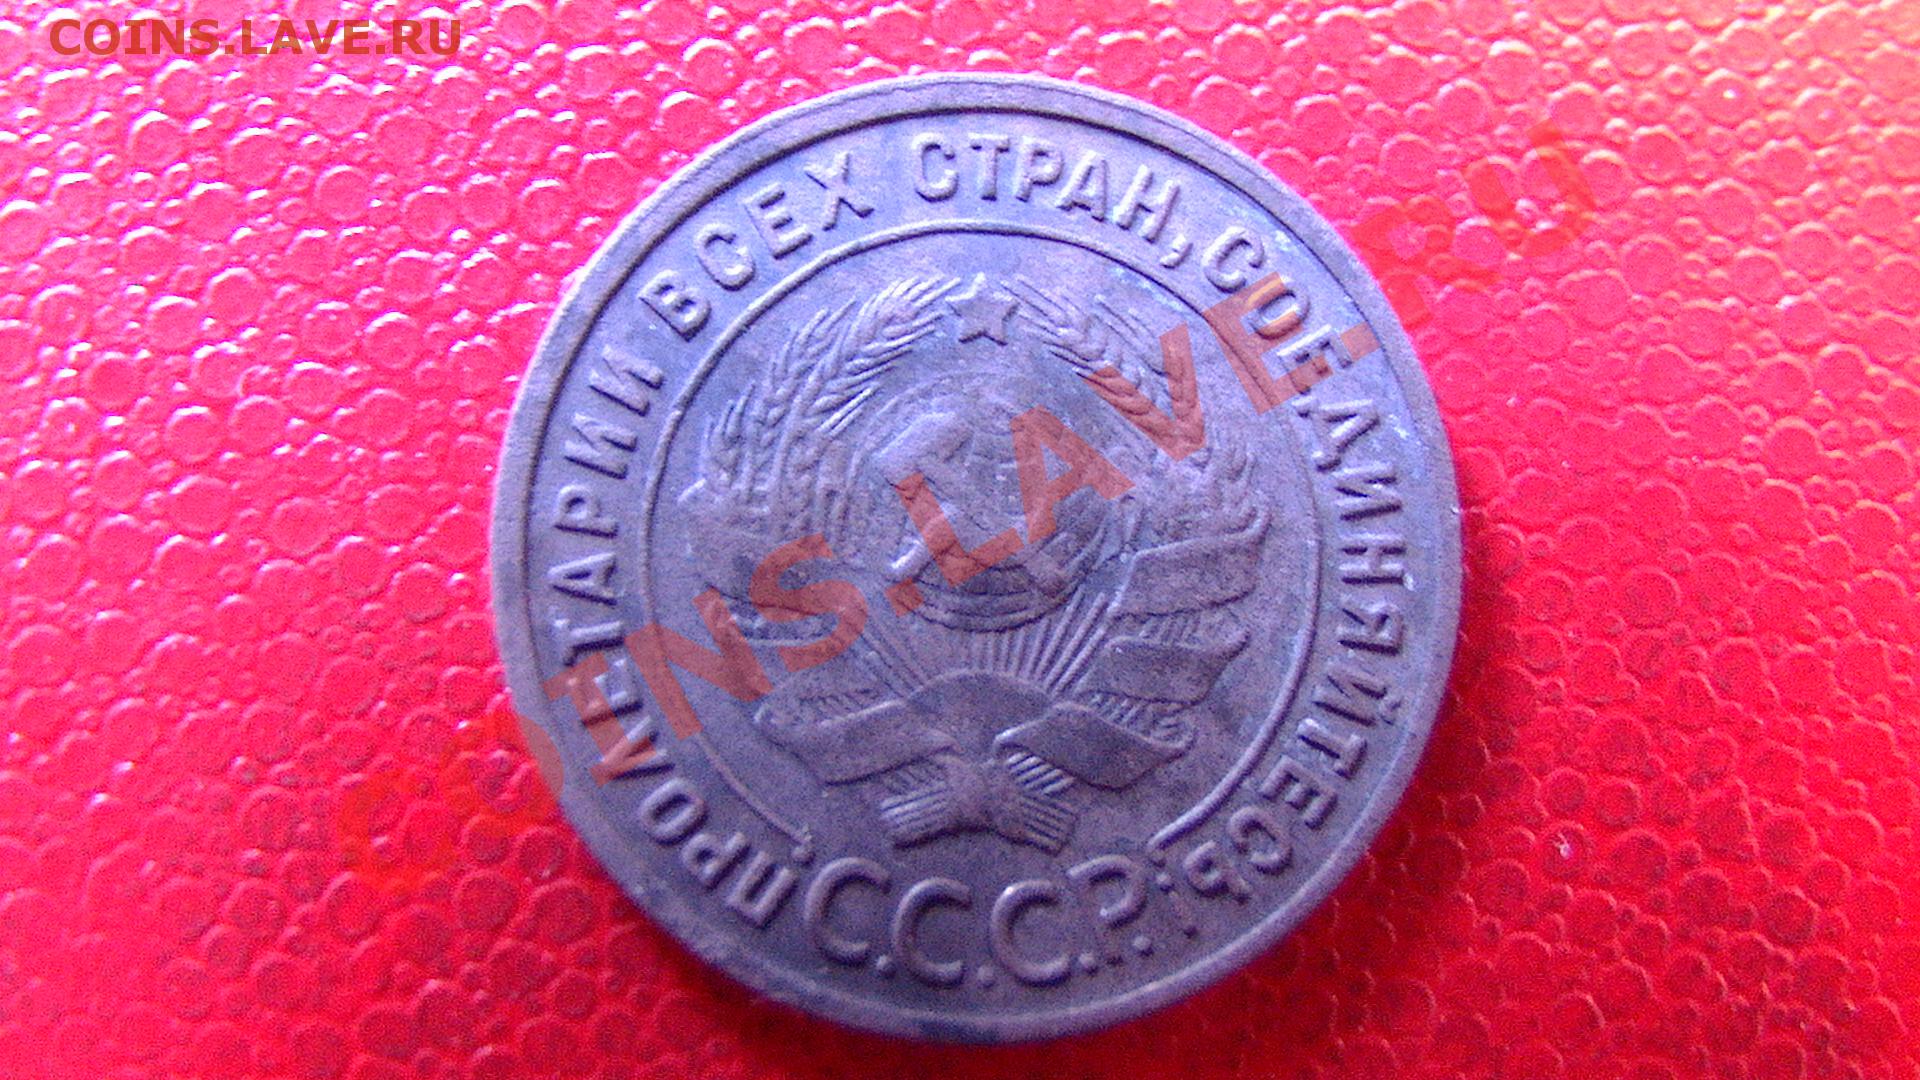 COINS.LAVE.RU
ПРОЛЕТАРИИ ВСЕХ СТРАН, СОЕДИНЯЙТЕСЬ!
С.С.С.Р.
COINS.LAVE.RU